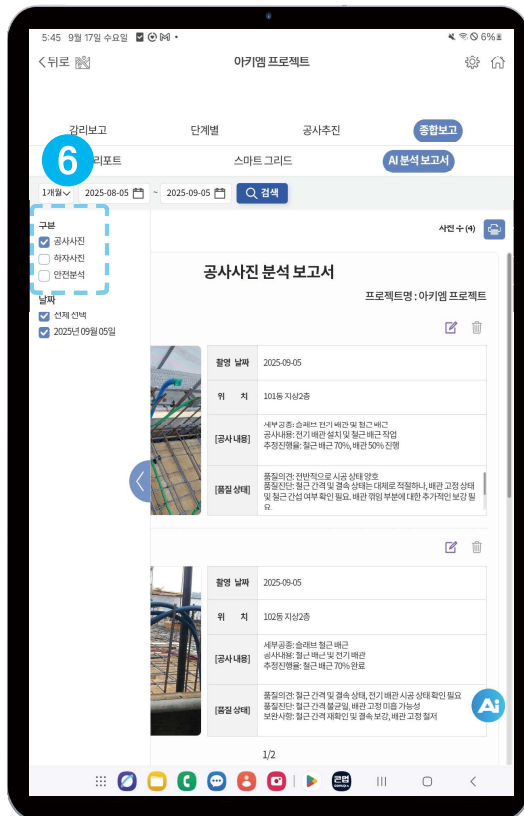 5:45 9월 17일 수요일
6%
뒤로
아키엠 프로젝트
감리보고 단계별 공사추진 종합보고
6
리포트 스마트 그리드 AI 분석 보고서
1개월 2025-08-05 ~ 2025-09-05 검색
구분
사진 수 (4)
공사사진
하자사진
안전분석
공사사진 분석 보고서
프로젝트명 : 아키엠 프로젝트
날짜
전체 선택
2025년 09월 05일
촬영 날짜 2025-09-05
위 치 101동 지상2층
[공사 내용]
세부공종: 슬래브 전기 배관 및 철근 배근
공사내용: 전기 배관 설치 및 철근 배근 작업
추정진행율: 철근 배근 70%, 배관 50% 진행
[품질 상태]
품질의견: 전반적으로 시공 상태 양호
품질진단: 철근 간격 및 결속 상태는 대체로 적절하나, 배관 고정 상태
및 철근 간섭 여부 확인 필요. 배관 꺾임 부분에 대한 추가적인 보강 필
요.
촬영 날짜 2025-09-05
위 치 102동 지상2층
[공사 내용]
세부공종: 슬래브 철근 배근
공사내용: 철근 배근 및 전기 배관
추정진행율: 철근 배근 70% 완료
[품질 상태]
품질의견: 철근 간격 및 결속 상태, 전기 배관 시공 상태 확인 필요
품질진단: 철근 간격 불균일, 배관 고정 미흡 가능성
보완사항: 철근 간격 재확인 및 결속 보강, 배관 고정 철저
Ai
1/2
콘업